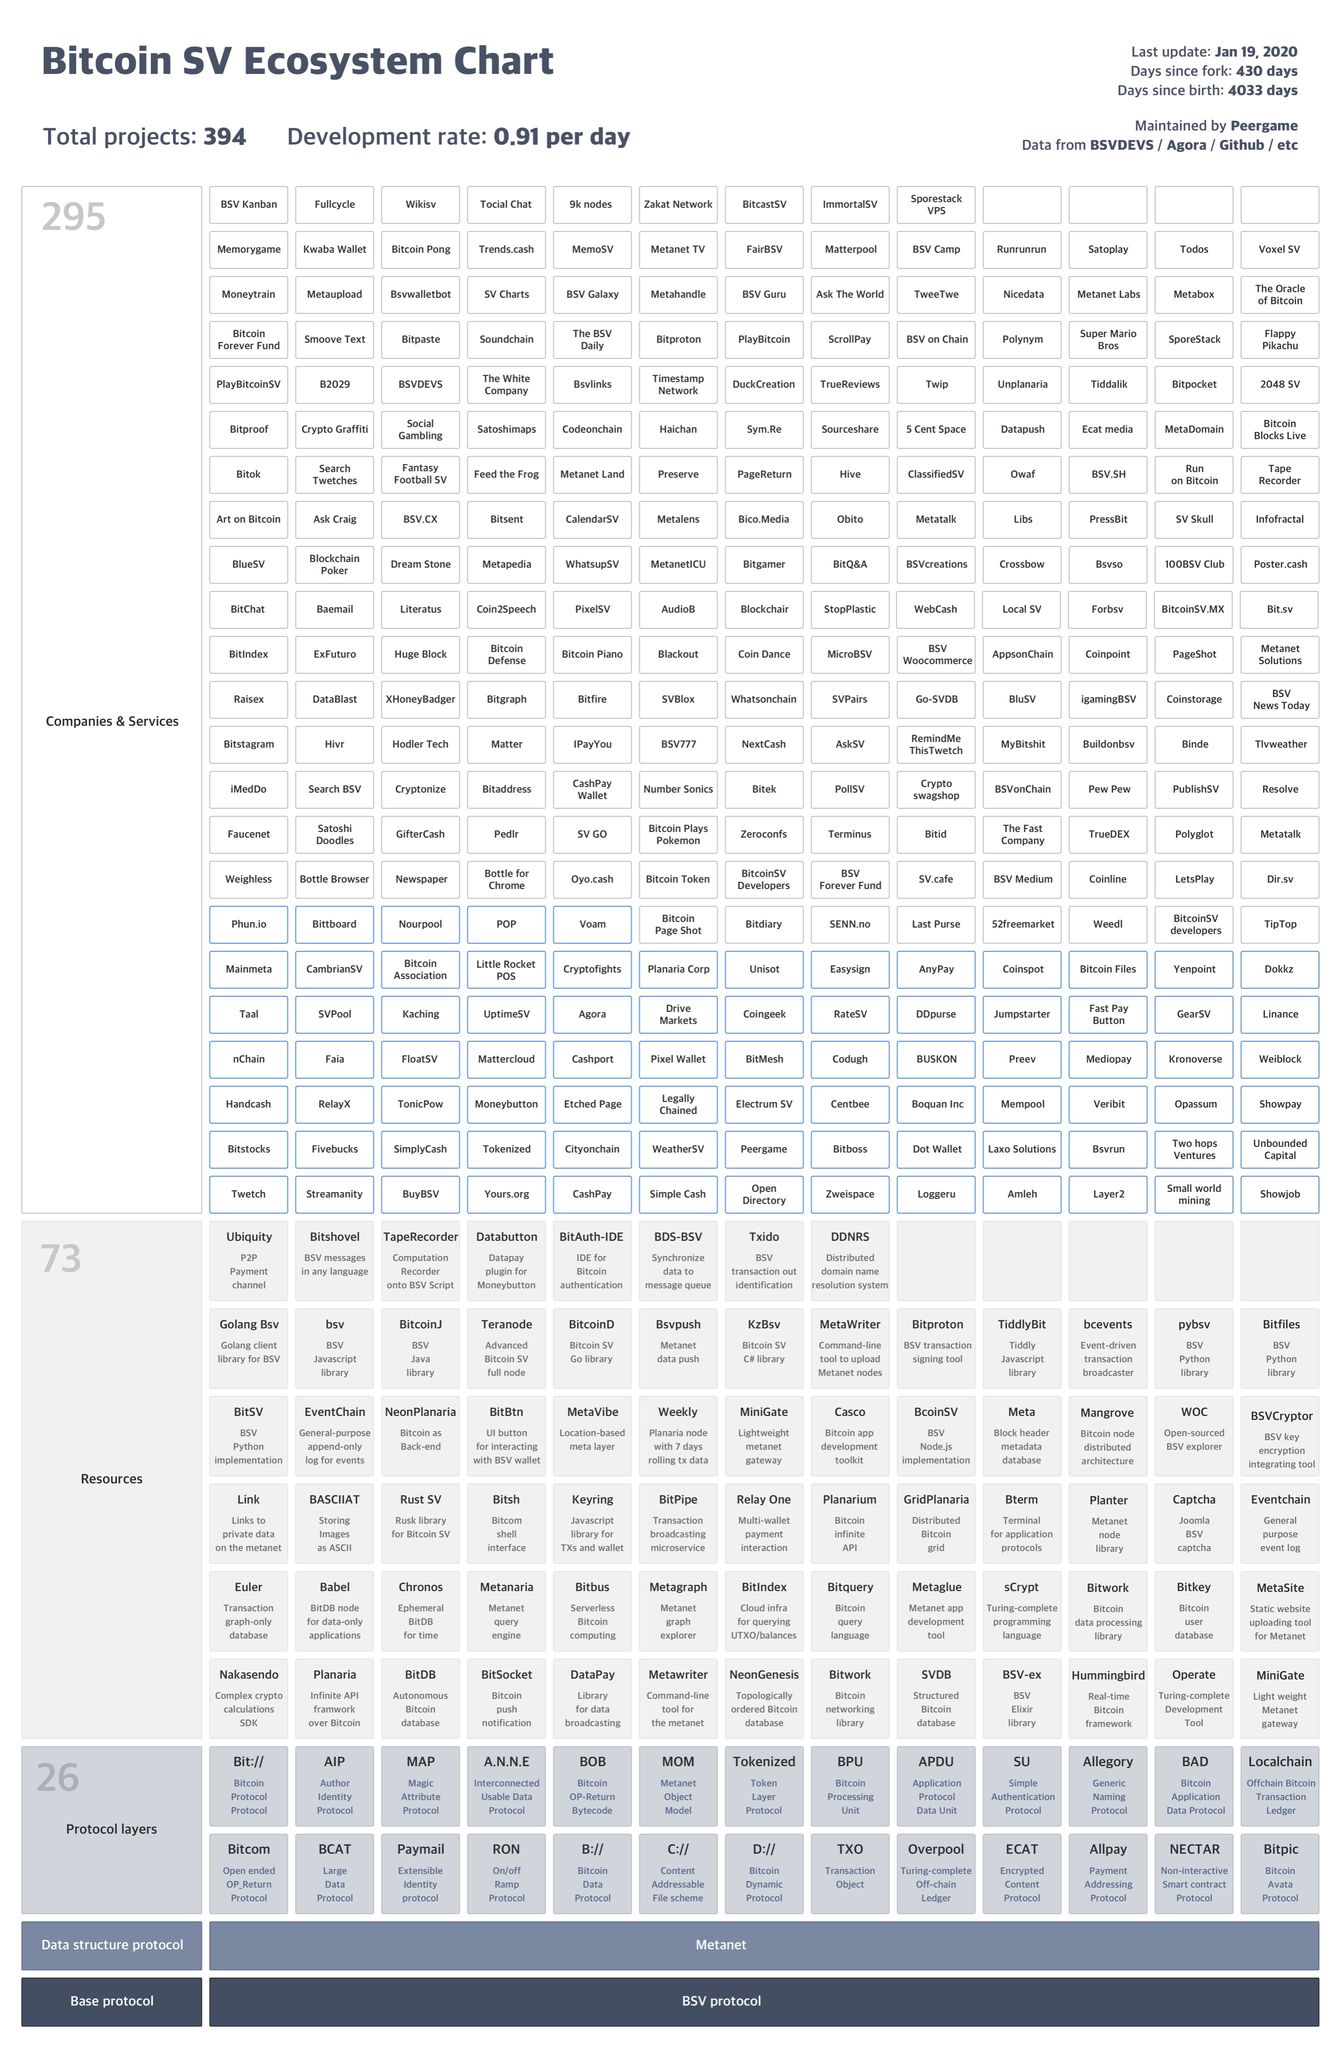 Bitcoin SV Ecosystem Chart
Last update: Jan 19, 2020
Days since fork: 430 days
Days since birth: 4033 days
Total projects: 394 Development rate: 0.91 per day
Maintained by Peergame
Data from BSVDEVS / Agora / Github / etc
295
Companies & Services
BSV Kanban Fullcycle Wikisv Tocial Chat 9k nodes Zakat Network BitcastSV ImmortalSV Sporestack VPS
Memorygame Kwaba Wallet Bitcoin Pong Trends.cash MemoSV Metanet TV FairBSV Matterpool BSV Camp Runrunrun Satoplay Todos Voxel SV
Moneytrain Metaupload Bsvwalletbot SV Charts BSV Galaxy Metahandle BSV Guru Ask The World TweeTwe Nicedata Metanet Labs Metabox The Oracle of Bitcoin
Bitcoin Forever Fund Smoove Text Bitpaste Soundchain The BSV Daily Bitproton PlayBitcoin ScrollPay BSV on Chain Polynym Super Mario Bros SporeStack Flappy Pikachu
PlayBitcoinSV B2029 BSVDEVS The White Company Bsvlinks Timestamp Network DuckCreation TrueReviews Twip Unplanaria Tiddalik Bitpocket 2048 SV
Bitproof Crypto Graffiti Social Gambling Satoshimaps Codeonchain Haichan Sym.Re Sourceshare 5 Cent Space Datapush Ecat media MetaDomain Bitcoin Blocks Live
Bitok Search Twetches Fantasy Football SV Feed the Frog Metanet Land Preserve PageReturn Hive ClassifiedSV Owaf BSV.SH Run on Bitcoin Tape Recorder
Art on Bitcoin Ask Craig BSV.CX Bitsent CalendarSV Metalens Bico.Media Obito Metatalk Libs PressBit SV Skull Infofractal
BlueSV Blockchain Poker Dream Stone Metapedia WhatsupSV MetanetICU Bitgamer BitQ&A BSVcreations Crossbow Bsvso 100BSV Club Poster.cash
BitChat Baemail Literatus Coin2Speech PixelSV AudioB Blockchair StopPlastic WebCash Local SV Forbsv BitcoinSV.MX Bit.sv
BitIndex ExFuturo Huge Block Bitcoin Defense Bitcoin Piano Blackout Coin Dance MicroBSV BSV Woocommerce AppsonChain Coinpoint PageShot Metanet Solutions
Raisex DataBlast XHoneyBadger Bitgraph Bitfire SVBlox Whatsonchain SVPairs Go-SVDB BluSV igamingBSV Coinstorage BSV News Today
Bitstagram Hivr Hodler Tech Matter IPayYou BSV777 NextCash AskSV RemindMe ThisTwetch MyBitshit Buildonbsv Binde Tlvweather
iMedDo Search BSV Cryptonize Bitaddress CashPay Wallet Number Sonics Bitek PollSV Crypto swagshop BSVonChain Pew Pew PublishSV Resolve
Faucenet Satoshi Doodles GifterCash Pedlr SV GO Bitcoin Plays Pokemon Zeroconfs Terminus Bitid The Fast Company TrueDEX Polyglot Metatalk
Weighless Bottle Browser Newspaper Bottle for Chrome Oyo.cash Bitcoin Token BitcoinSV Developers BSV Forever Fund SV.cafe BSV Medium Coinline LetsPlay Dir.sv
Phun.io Bittboard Nourpool POP Voam Bitcoin Page Shot Bitdiary SENN.no Last Purse 52freemarket Weedl BitcoinSV developers TipTop
Mainmeta CambrianSV Bitcoin Association Little Rocket POS Cryptofights Planaria Corp Unisot Easysign AnyPay Coinspot Bitcoin Files Yenpoint Dokkz
Taal SVPool Kaching UptimeSV Agora Drive Markets Coingeek RateSV DDpurse Jumpstarter Fast Pay Button GearSV Linance
nChain Faia FloatSV Mattercloud Cashport Pixel Wallet BitMesh Codugh BUSKON Preev Mediopay Kronoverse Weiblock
Handcash RelayX TonicPow Moneybutton Etched Page Legally Chained Electrum SV Centbee Boquan Inc Mempool Veribit Opassum Showpay
Bitstocks Fivebucks SimplyCash Tokenized Cityonchain WeatherSV Peergame Bitboss Dot Wallet Laxo Solutions Bsvrun Two hops Ventures Unbounded Capital
Twetch Streamanity BuyBSV Yours.org CashPay Simple Cash Open Directory Zweispace Loggeru Amleh Layer2 Small world mining Showjob
73
Resources
Ubiquity Bitshovel TapeRecorder Databutton BitAuth-IDE BDS-BSV Txido DDNRS
P2P BSV messages Computation Datapay IDE for Synchronize BSV Distributed
Payment in any language Recorder plugin for Bitcoin data to transaction out domain name
channel onto BSV Script Moneybutton authentication message queue identification resolution system
Golang Bsv bsv BitcoinJ Teranode BitcoinD Bsvpush KzBsv MetaWriter Bitproton TiddlyBit bcevents pybsv Bitfiles
Golang client BSV BSV Advanced Bitcoin SV Metanet Bitcoin SV Command-line BSV transaction Tiddly Event-driven BSV BSV
library for BSV Javascript Java Bitcoin SV Go library data push C# library tool to upload signing tool Javascript transaction Python Python
library library full node Metanet nodes library broadcaster library library
BitSV EventChain NeonPlanaria BitBtn MetaVibe Weekly MiniGate Casco BcoinSV Meta Mangrove WOC BSVCryptor
BSV General-purpose Bitcoin as UI button Location-based Planaria node Lightweight Bitcoin app BSV Block header Bitcoin node Open-sourced BSV key
Python append-only Back-end for interacting meta layer with 7 days metanet development Node.js metadata distributed BSV explorer encryption
implementation log for events with BSV wallet rolling tx data gateway toolkit implementation database architecture integrating tool
Link BASCIIAT Rust SV Bitsh Keyring BitPipe Relay One Planarium GridPlanaria Bterm Planter Captcha Eventchain
Links to Storing Rusk library Bitcom Javascript Transaction Multi-wallet Bitcoin Distributed Terminal Metanet Joomla General
private data Images for Bitcoin SV shell library for broadcasting payment infinite Bitcoin for application node BSV purpose
on the metanet as ASCII interface TXs and wallet microservice interaction API grid protocols library captcha event log
Euler Babel Chronos Metanaria Bitbus Metagraph BitIndex Bitquery Metaglue sCrypt Bitwork Bitkey MetaSite
Transaction BitDB node Ephemeral Metanet Serverless Metanet Cloud infra Bitcoin Metanet app Turing-complete Bitcoin Bitcoin Static website
graph-only for data-only BitDB query Bitcoin graph for querying query development programming data processing user uploading tool
database applications for time engine computing explorer UTXO/balances language tool language library database for Metanet
Nakasendo Planaria BitDB BitSocket DataPay Metawriter NeonGenesis Bitwork SVDB BSV-ex Hummingbird Operate MiniGate
Complex crypto Infinite API Autonomous Bitcoin Library Command-line Topologically Bitcoin Structured BSV Real-time Turing-complete Light weight
calculations framwork Bitcoin push for data tool for ordered Bitcoin networking Bitcoin Elixir Bitcoin Development Metanet
SDK over Bitcoin database notification broadcasting the metanet database library database library framework Tool gateway
26
Protocol layers
Bit:// AIP MAP A.N.N.E BOB MOM Tokenized BPU APDU SU Allegory BAD Localchain
Bitcoin Author Magic Interconnected Bitcoin Metanet Token Bitcoin Application Simple Generic Bitcoin Offchain Bitcoin
Protocol Identity Attribute Usable Data OP-Return Object Layer Processing Protocol Authentication Naming Application Transaction
Protocol Protocol Protocol Protocol Bytecode Model Protocol Unit Data Unit Protocol Protocol Data Protocol Ledger
Bitcom BCAT Paymail RON B:// C:// D:// TXO Overpool ECAT Allpay NECTAR Bitpic
Open ended Large Extensible On/off Bitcoin Content Bitcoin Transaction Turing-complete Encrypted Payment Non-interactive Bitcoin
OP_Return Data Identity Ramp Data Addressable Dynamic Object Off-chain Content Addressing Smart contract Avata
Protocol Protocol protocol Protocol Protocol File scheme Protocol Ledger Protocol Protocol Protocol Protocol
Data structure protocol Metanet
Base protocol BSV protocol